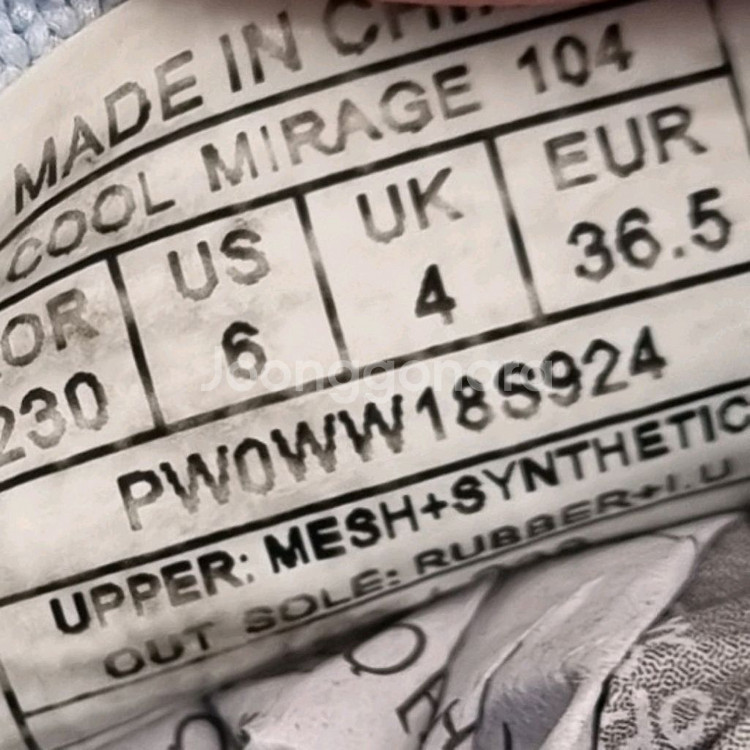 MADE IN CHI
COOL MIRAGE 104
OR US UK EUR
230 6 4 36.5
Joonggonara
PW0WW18S924
UPPER: MESH+SYNTHETIC
OUT SOLE: RUBBER+I.U